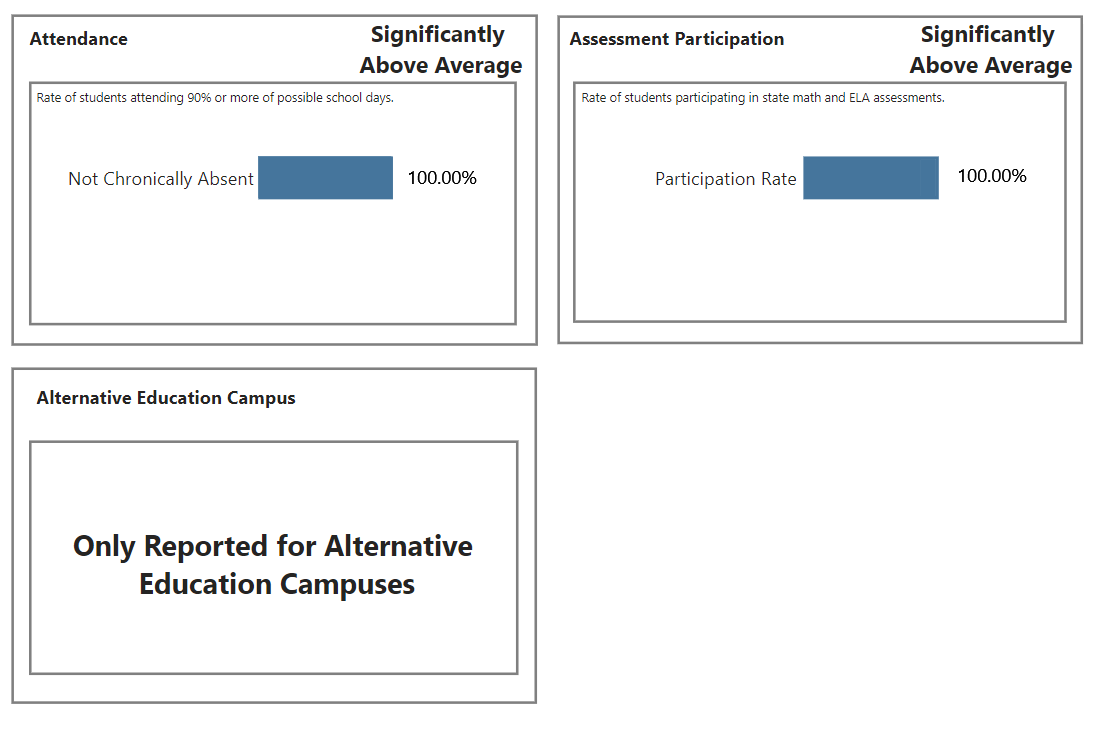 Attendance
Significantly
Above Average
Rate of students attending 90% or more of possible school days.
Not Chronically Absent 100.00%
Assessment Participation
Significantly
Above Average
Rate of students participating in state math and ELA assessments.
Participation Rate 100.00%
Alternative Education Campus
Only Reported for Alternative
Education Campuses